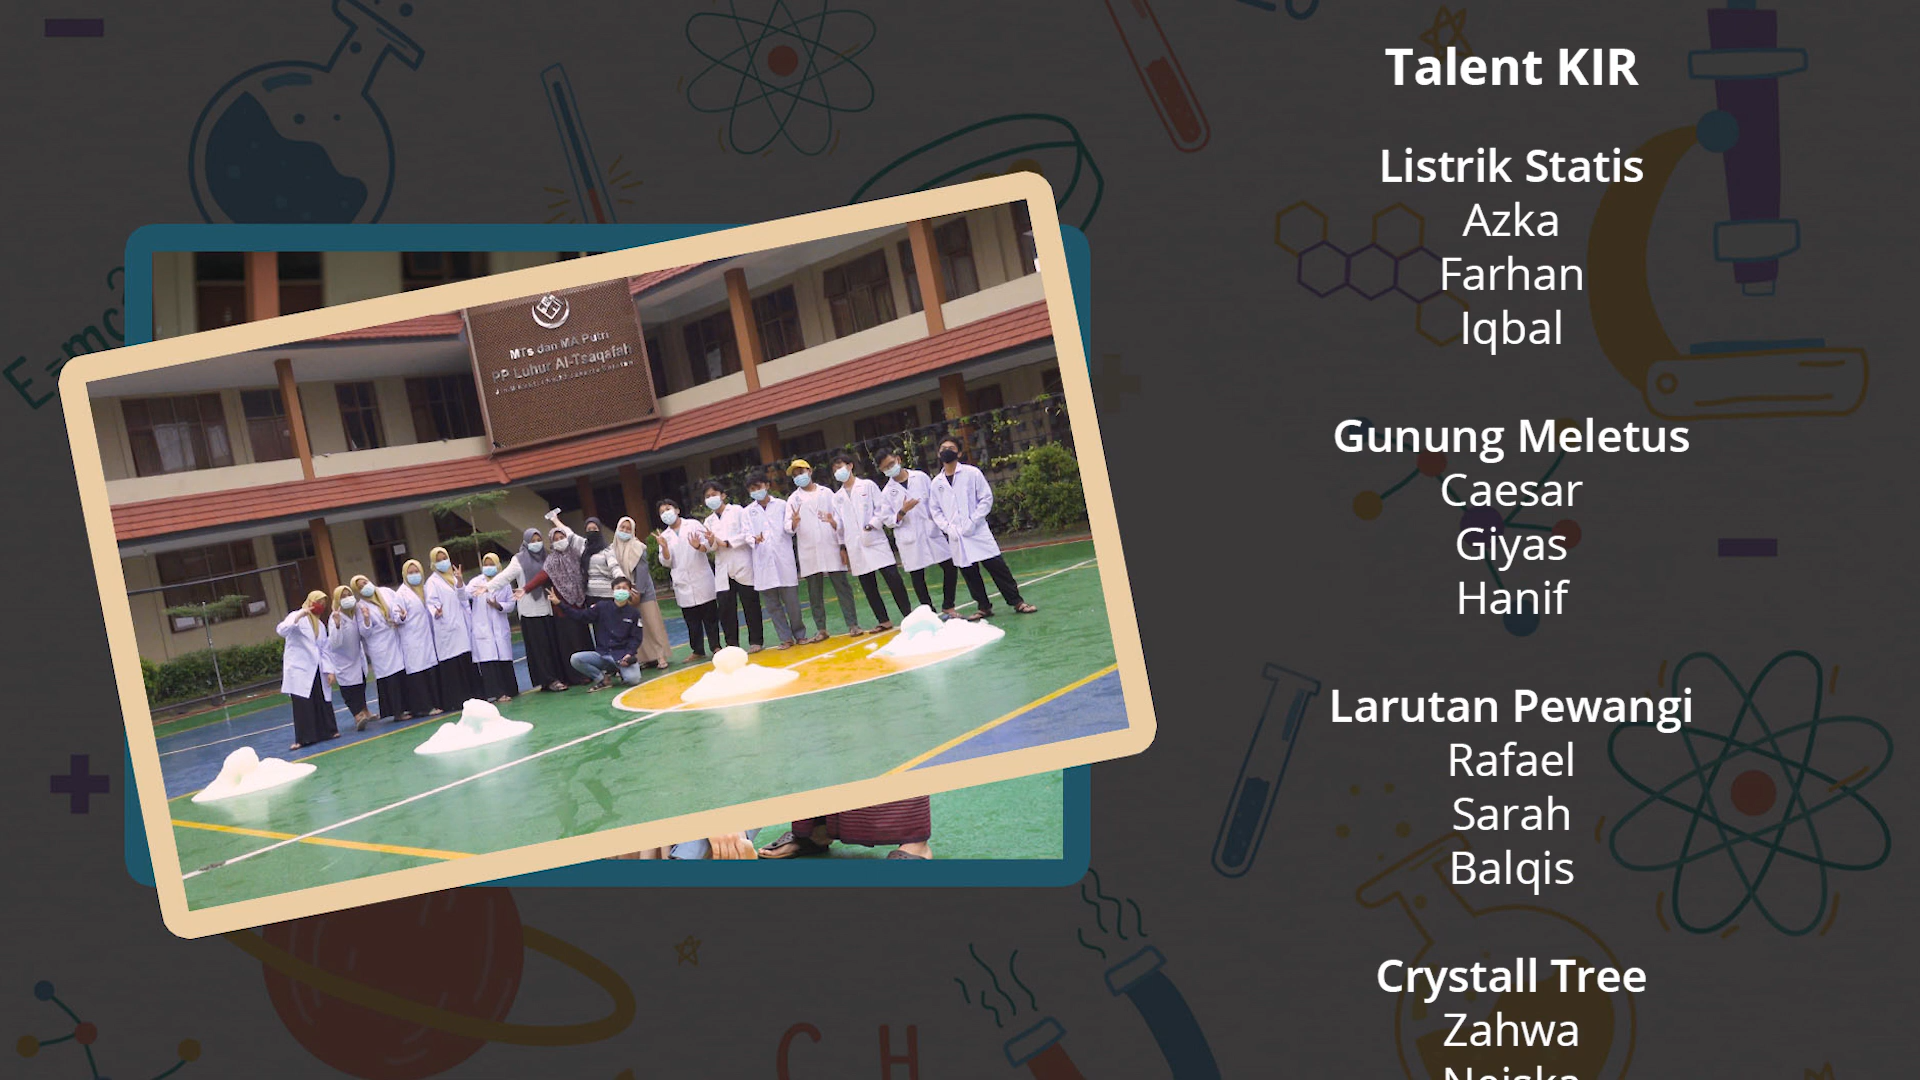 Talent KIR
Listrik Statis
Azka
Farhan
Iqbal
Gunung Meletus
Caesar
Giyas
Hanif
Larutan Pewangi
Rafael
Sarah
Balqis
Crystall Tree
Zahwa
MTs dan MA Putri
PP Luhur Al-Tsaqafah
E=mc²
C H